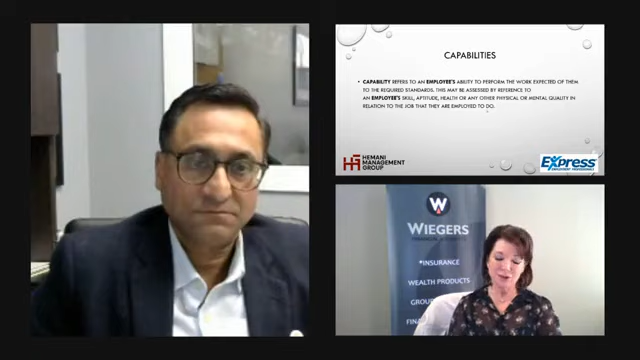 CAPABILITIES
• CAPABILITY REFERS TO AN EMPLOYEE'S ABILITY TO PERFORM THE WORK EXPECTED OF THEM
TO THE REQUIRED STANDARDS. THIS MAY BE ASSESSED BY REFERENCE TO
AN EMPLOYEE'S SKILL, APTITUDE, HEALTH OR ANY OTHER PHYSICAL OR MENTAL QUALITY IN
RELATION TO THE JOB THAT THEY ARE EMPLOYED TO DO.
HEMANI
MANAGEMENT
GROUP
Express
EMPLOYMENT PROFESSIONALS
W
WIEGERS
*INSURANCE
WEALTH PRODUCTS
GROU
FINA